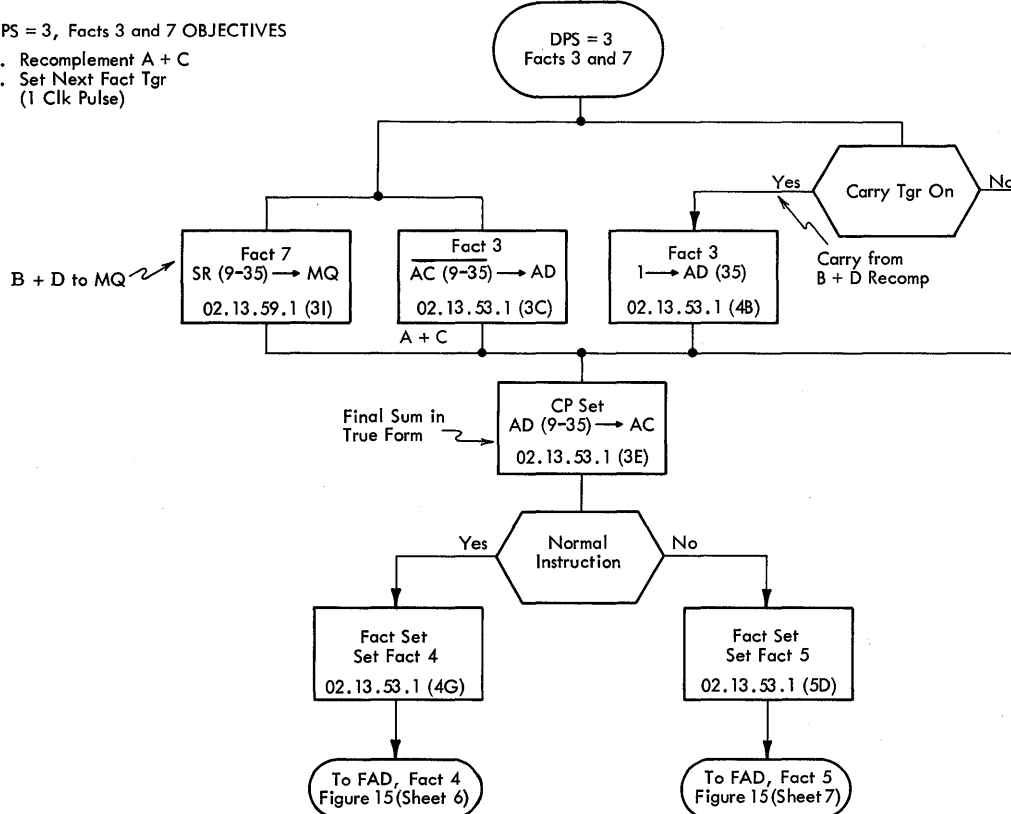 PS = 3, Facts 3 and 7 OBJECTIVES
. Recomplement A + C
. Set Next Fact Tgr
(1 Clk Pulse)
DPS = 3
Facts 3 and 7
Carry Tgr On
Yes
No
Carry from
B + D Recomp
B + D to MQ
Fact 7
SR (9-35) → MQ
02.13.59.1 (3I)
Fact 3
A̅C̅ ̅(̅9̅-̅3̅5̅)̅ → AD
02.13.53.1 (3C)
A + C
Fact 3
1 → AD (35)
02.13.53.1 (4B)
Final Sum in
True Form
CP Set
AD (9-35) → AC
02.13.53.1 (3E)
Normal
Instruction
Yes
No
Fact Set
Set Fact 4
02.13.53.1 (4G)
Fact Set
Set Fact 5
02.13.53.1 (5D)
To FAD, Fact 4
Figure 15(Sheet 6)
To FAD, Fact 5
Figure 15(Sheet 7)